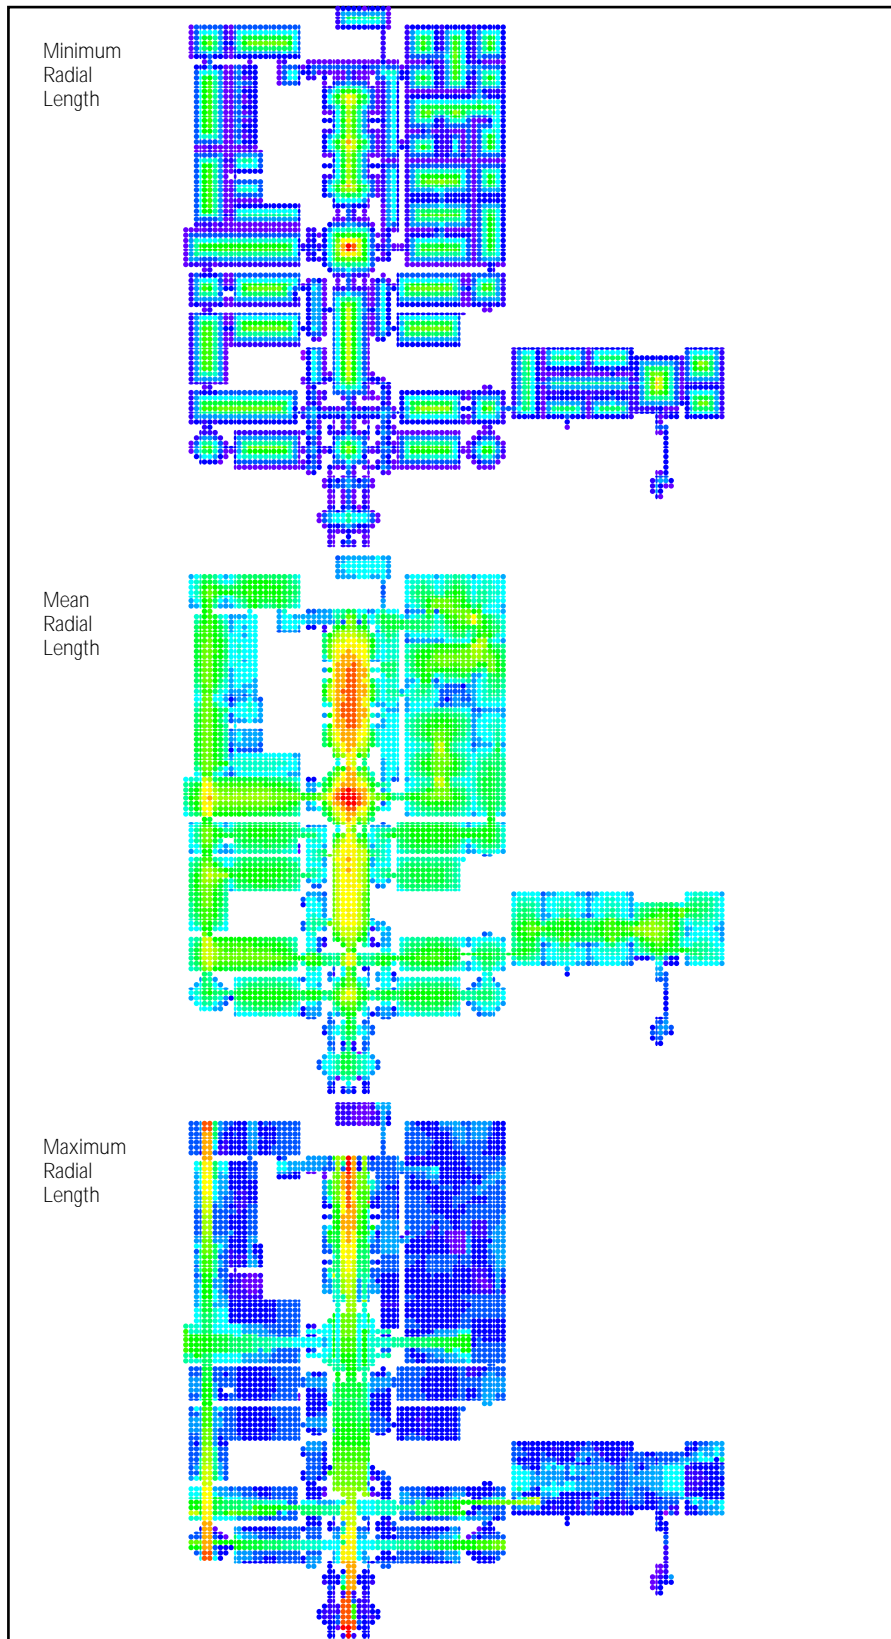 Minimum
Radial
Length
Mean
Radial
Length
Maximum
Radial
Length